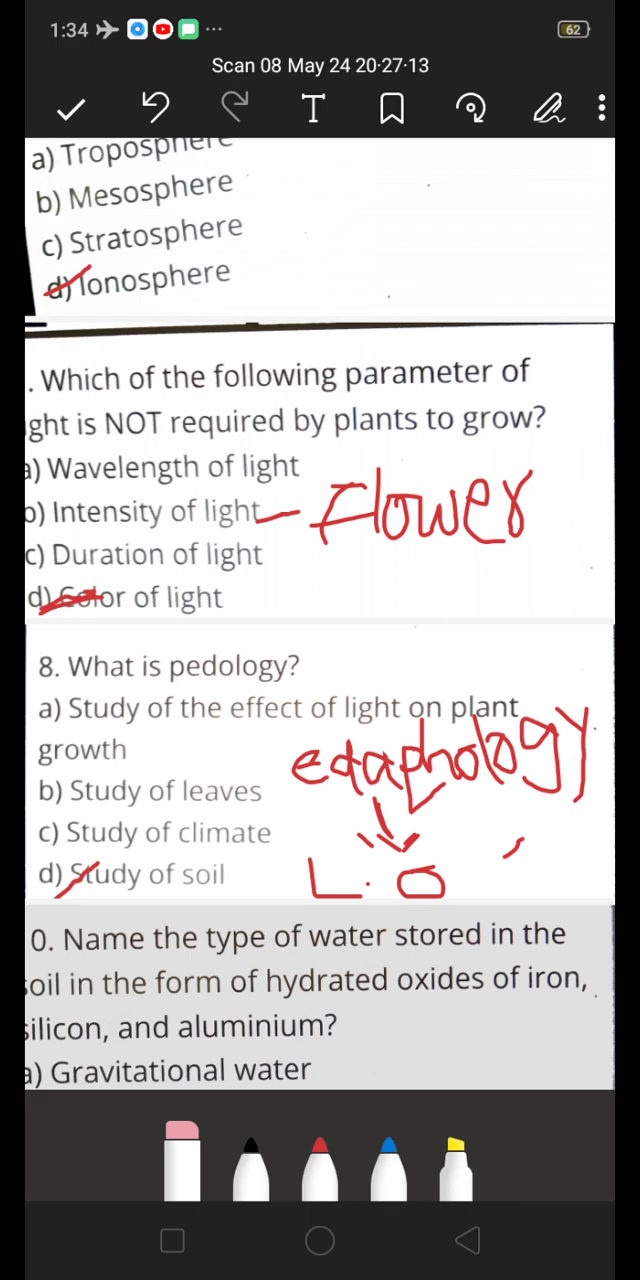 1:34
62
Scan 08 May 24 20-27-13
T
a) Troposphere
b) Mesosphere
c) Stratosphere
d) Ionosphere
. Which of the following parameter of
ght is NOT required by plants to grow?
a) Wavelength of light
b) Intensity of light - Flower
c) Duration of light
d) Color of light
8. What is pedology?
a) Study of the effect of light on plant
growth
edaphology
b) Study of leaves
c) Study of climate
d) Study of soil
L.O
0. Name the type of water stored in the
soil in the form of hydrated oxides of iron,
silicon, and aluminium?
a) Gravitational water